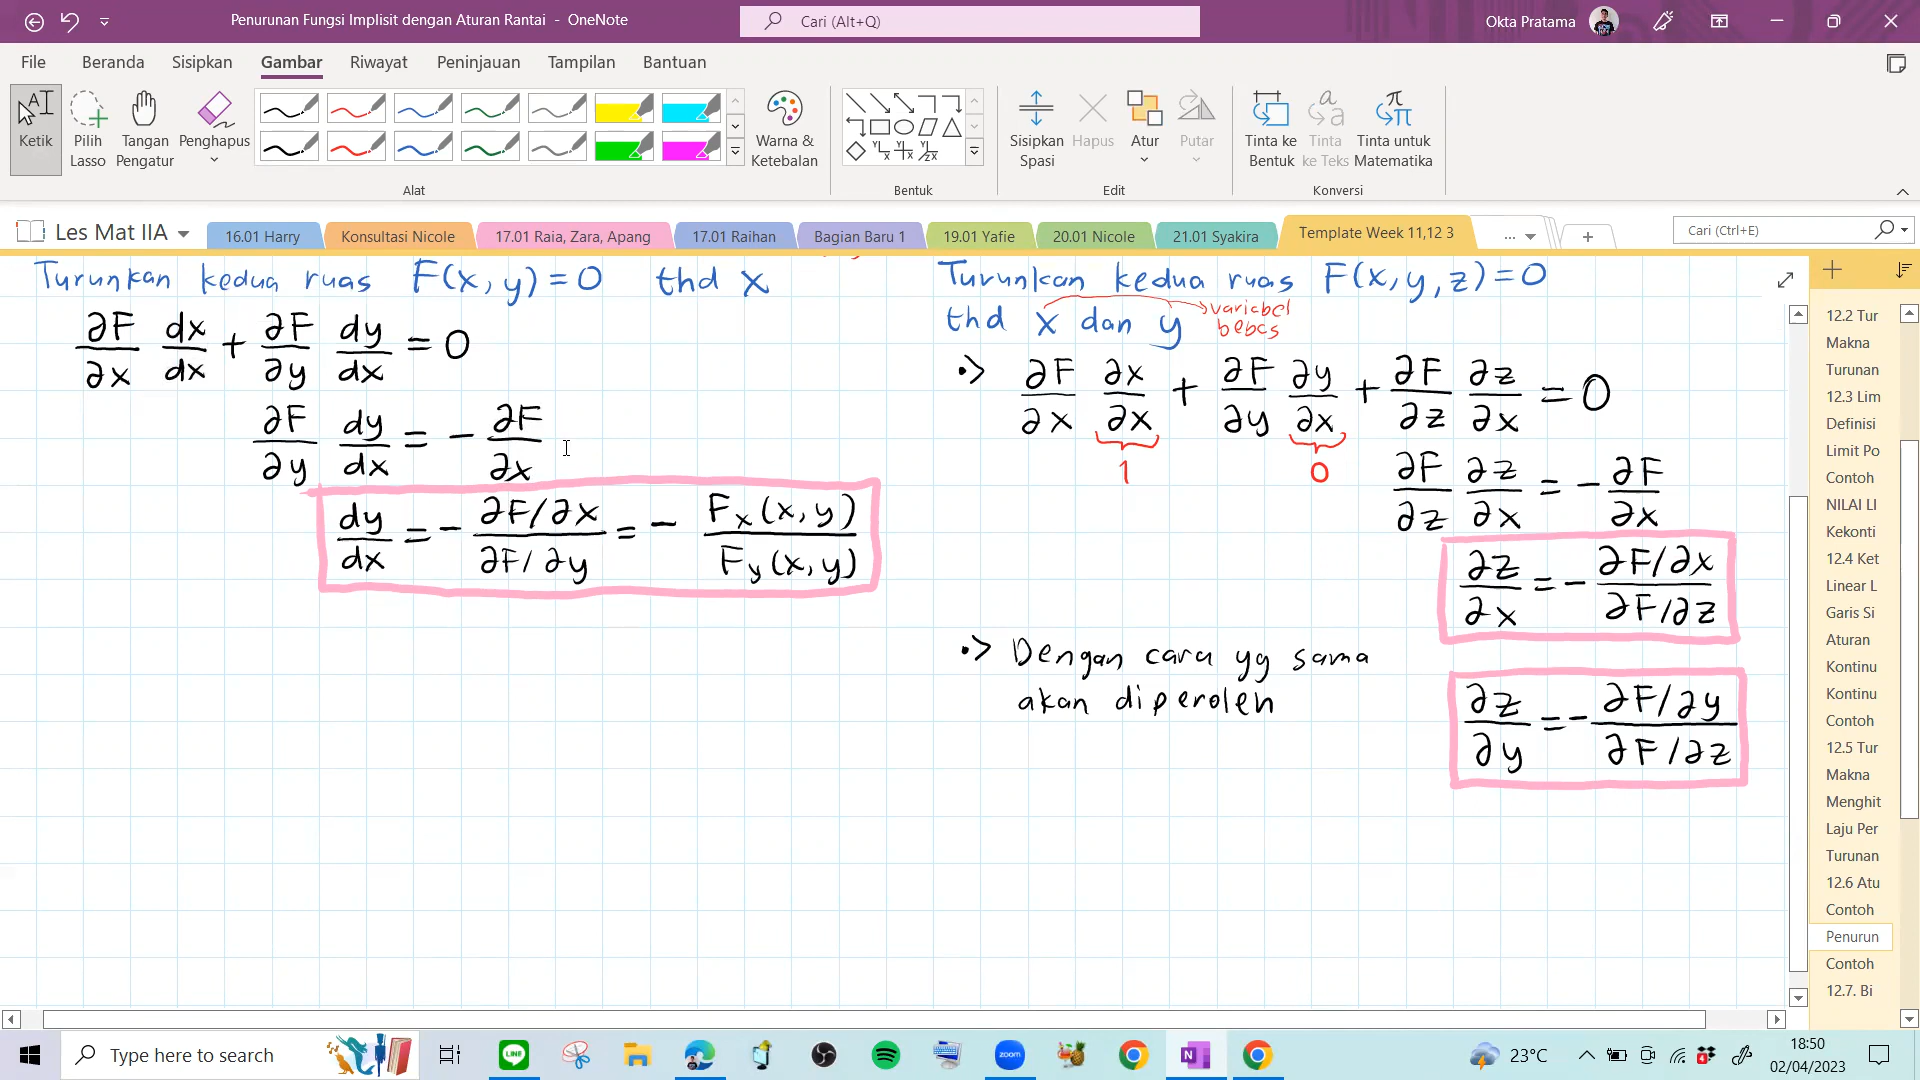 Penurunan Fungsi Implisit dengan Aturan Rantai - OneNote
Cari (Alt+Q)
Okta Pratama
File Beranda Sisipkan Gambar Riwayat Peninjauan Tampilan Bantuan
Ketik
Pilih Lasso
Tangan Pengatur
Penghapus
Warna & Ketebalan
Sisipkan Spasi
Hapus
Atur
Putar
Tinta ke Bentuk
Tinta ke Teks
Tinta untuk Matematika
Alat Bentuk Edit Konversi
Les Mat IIA
16.01 Harry
Konsultasi Nicole
17.01 Raia, Zara, Apang
17.01 Raihan
Bagian Baru 1
19.01 Yafie
20.01 Nicole
21.01 Syakira
Template Week 11,12 3
...
Cari (Ctrl+E)
Turunkan kedua ruas F(x,y)=0 thd x
∂F/∂x dx/dx + ∂F/∂y dy/dx = 0
∂F/∂y dy/dx = - ∂F/∂x
dy/dx = - (∂F/∂x)/(∂F/∂y) = - Fx(x,y)/Fy(x,y)
Turunkan kedua ruas F(x,y,z)=0
thd x dan y
variabel
bebas
•> ∂F/∂x ∂x/∂x + ∂F/∂y ∂y/∂x + ∂F/∂z ∂z/∂x = 0
1 0
∂F/∂z ∂z/∂x = - ∂F/∂x
∂z/∂x = - (∂F/∂x)/(∂F/∂z)
•> Dengan cara yg sama
akan diperoleh
∂z/∂y = - (∂F/∂y)/(∂F/∂z)
12.2 Tur
Makna
Turunan
12.3 Lim
Definisi
Limit Po
Contoh
NILAI LI
Kekonti
12.4 Ket
Linear L
Garis Si
Aturan
Kontinu
Kontinu
Contoh
12.5 Tur
Makna
Menghit
Laju Per
Turunan
12.6 Atu
Contoh
Penurun
Contoh
12.7. Bi
Type here to search
zoom
23°C
18:50
02/04/2023